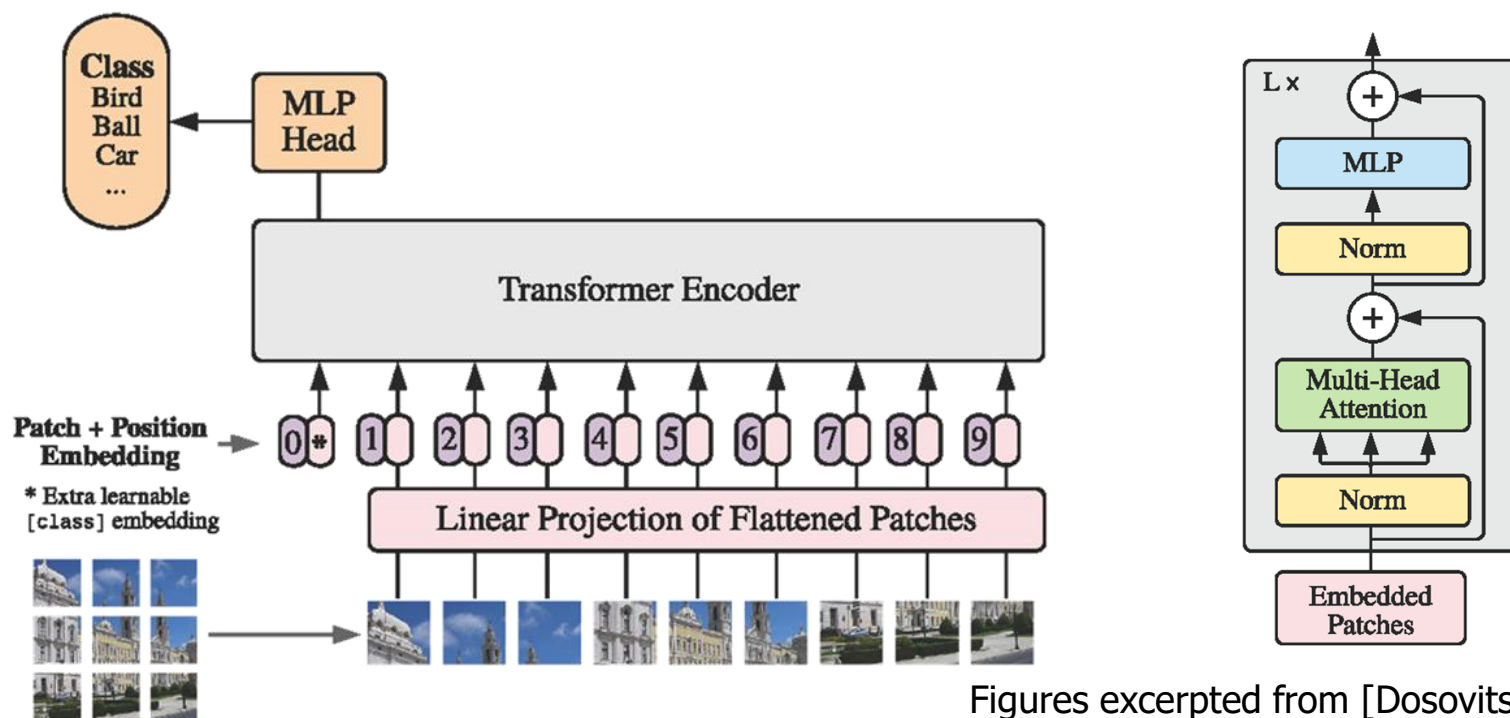 Class
Bird
Ball
Car
...
MLP
Head
Transformer Encoder
Patch + Position
Embedding
* Extra learnable
[class] embedding
0 * 1 2 3 4 5 6 7 8 9
Linear Projection of Flattened Patches
L ×
+
MLP
Norm
+
Multi-Head
Attention
Norm
Embedded
Patches
Figures excerpted from [Dosovits